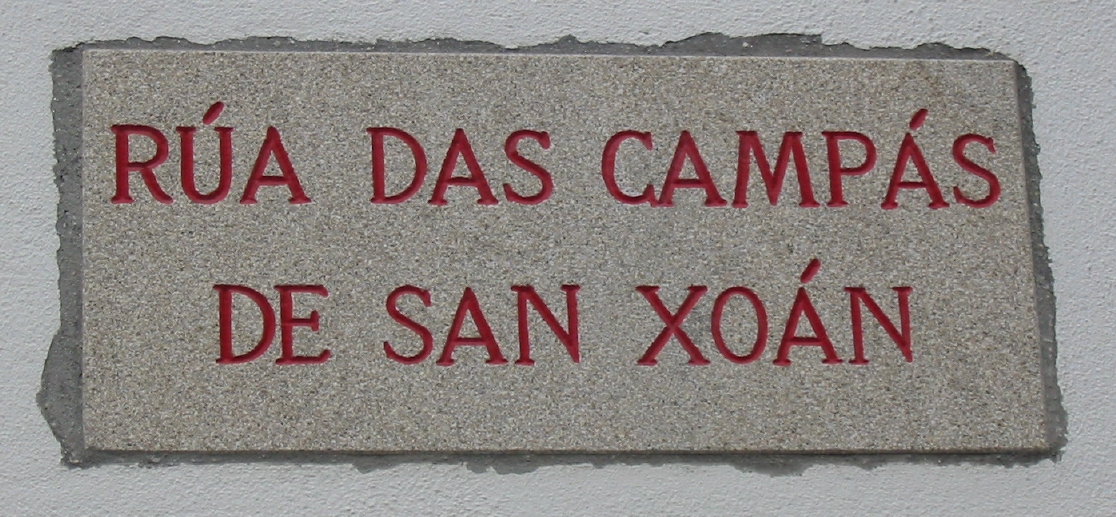 RÚA DAS CAMPÁS
DE SAN XOÁN